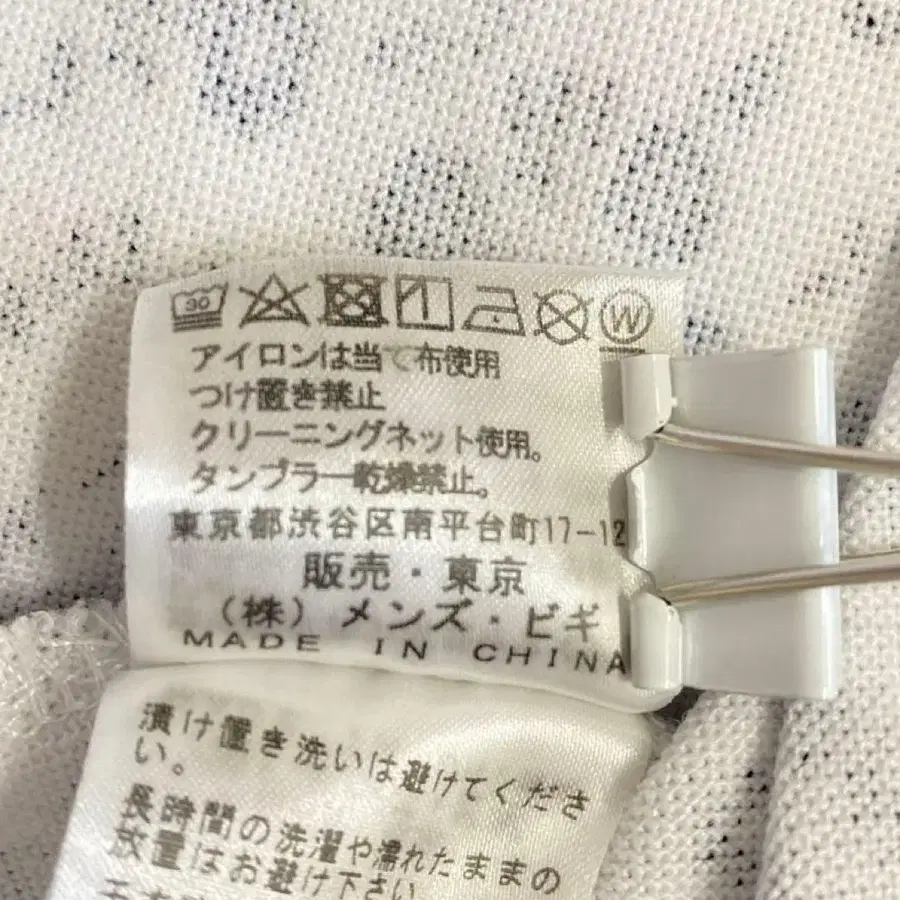 30
W
アイロンは当て布使用
つけ置き禁止
クリーニングネット使用。
タンブラー乾燥禁止。
東京都渋谷区南平台町17-12
販売・東京
(株) メンズ・ビギ
MADE IN CHINA
漬け置き洗いは避けてくださ
い。
長時間の洗濯や濡れたままの
放置はお避け下さい